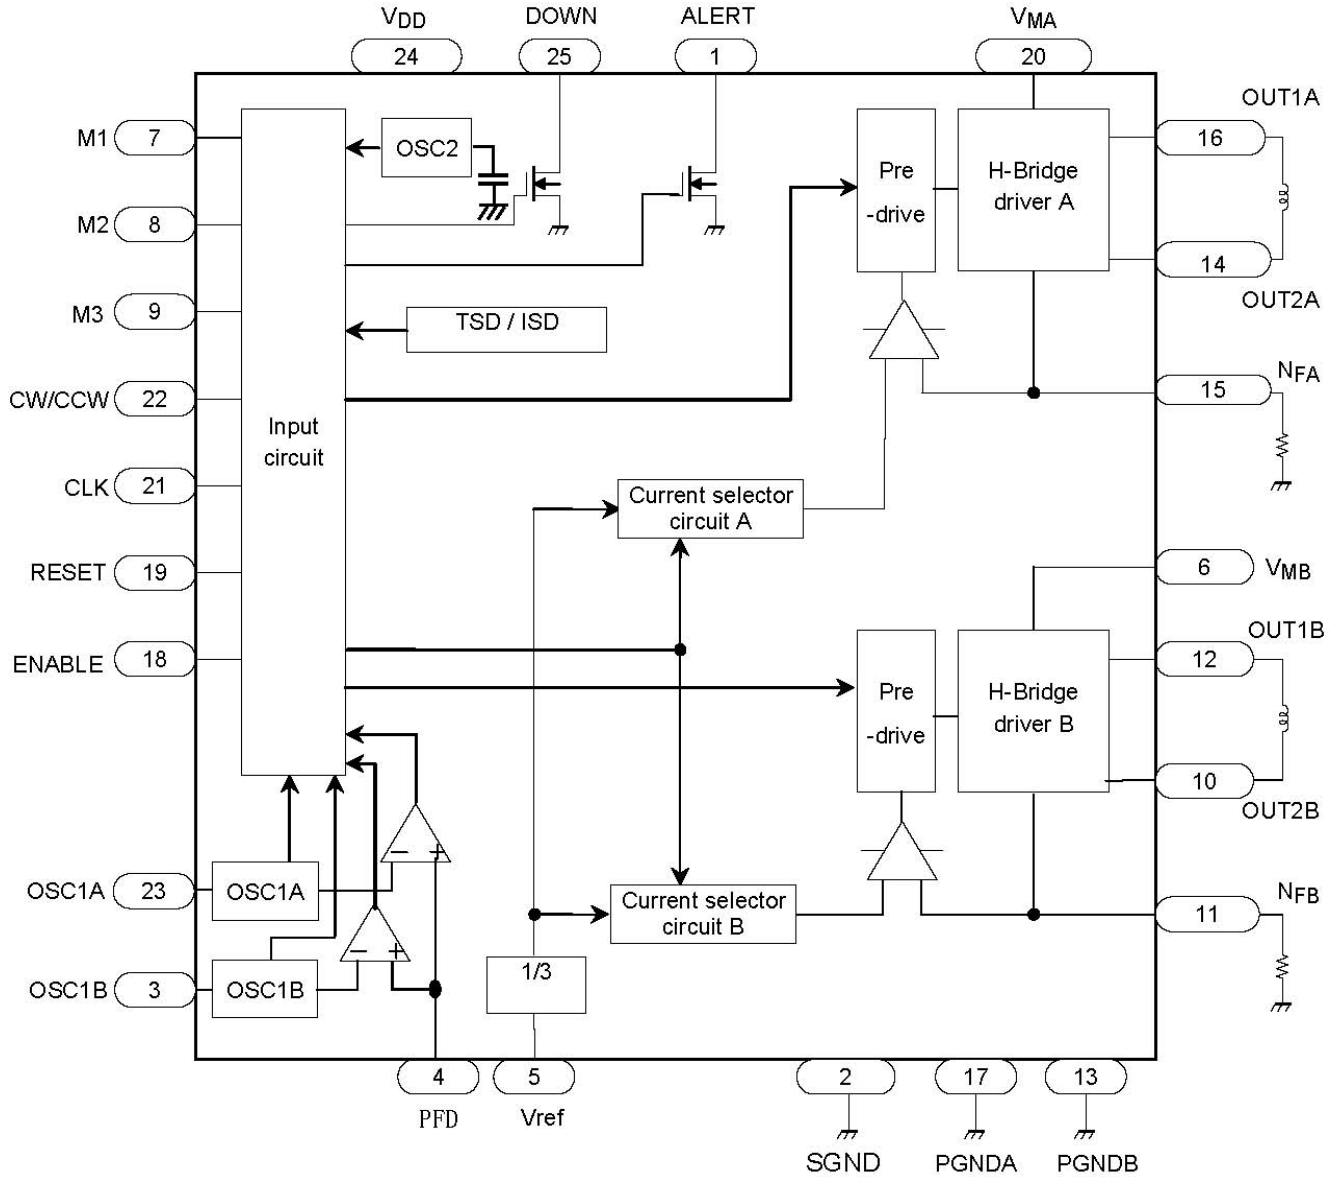 VDD
DOWN
ALERT
VMA
24
25
1
20
OUT1A
M1
7
OSC2
Pre
-drive
H-Bridge
driver A
16
M2
8
14
OUT2A
M3
9
TSD / ISD
NFA
15
CW/CCW
22
Input
circuit
CLK
21
Current selector
circuit A
RESET
19
6
VMB
OUT1B
ENABLE
18
12
Pre
-drive
H-Bridge
driver B
10
OUT2B
− +
OSC1A
23
OSC1A
Current selector
circuit B
NFB
11
− +
OSC1B
3
OSC1B
1/3
4
5
2
17
13
PFD
Vref
SGND
PGNDA
PGNDB